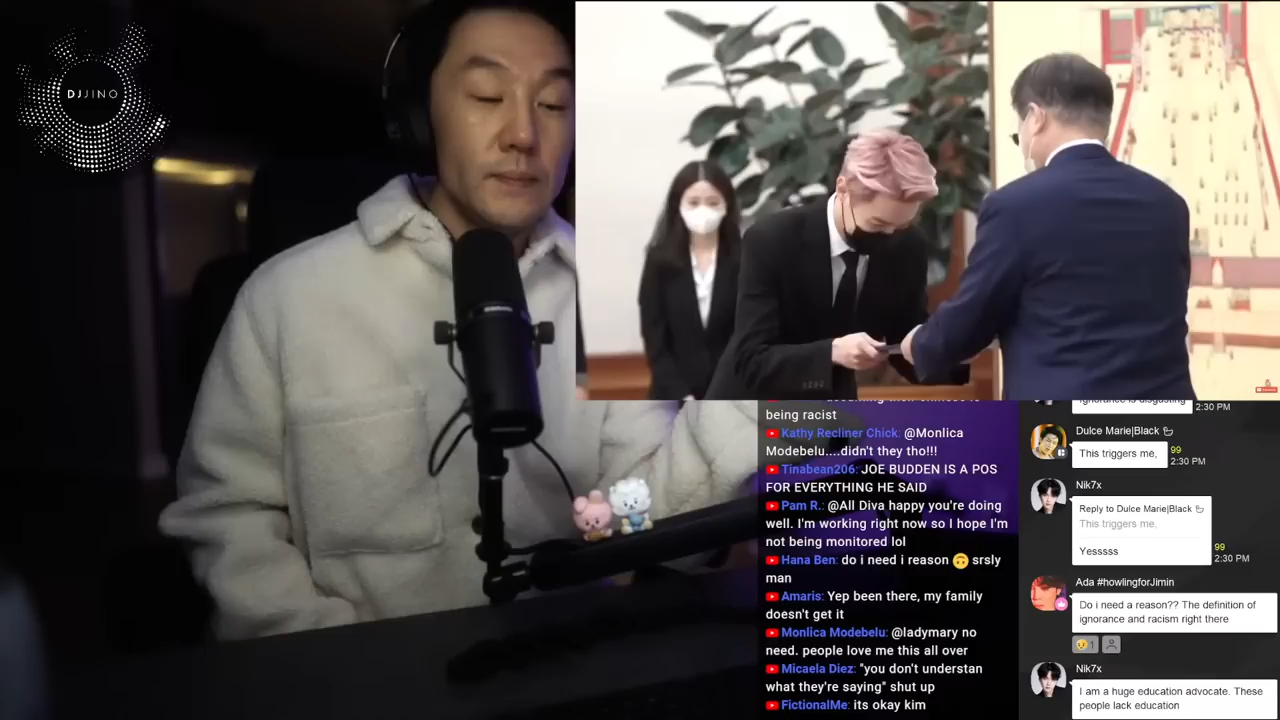 DJJINO
being racist
Kathy Recliner Chick: @Monlica
Modebelu....didn't they tho!!!
Tinabean206: JOE BUDDEN IS A POS
FOR EVERYTHING HE SAID
Pam R.: @All Diva happy you're doing
well. I'm working right now so I hope I'm
not being monitored lol
Hana Ben: do i need i reason 🙃 srsly
man
Amaris: Yep been there, my family
doesn't get it
Monlica Modebelu: @ladymary no
need. people love me this all over
Micaela Diez: "you don't understan
what they're saying" shut up
FictionalMe: its okay kim
ignorance is disgusting
2:30 PM
Dulce Marie|Black
This triggers me,
99
2:30 PM
Nik7x
Reply to Dulce Marie|Black
This triggers me,
Yesssss
99
2:30 PM
Ada #howlingforJimin
Do i need a reason?? The definition of
ignorance and racism right there
1
Nik7x
I am a huge education advocate. These
people lack education